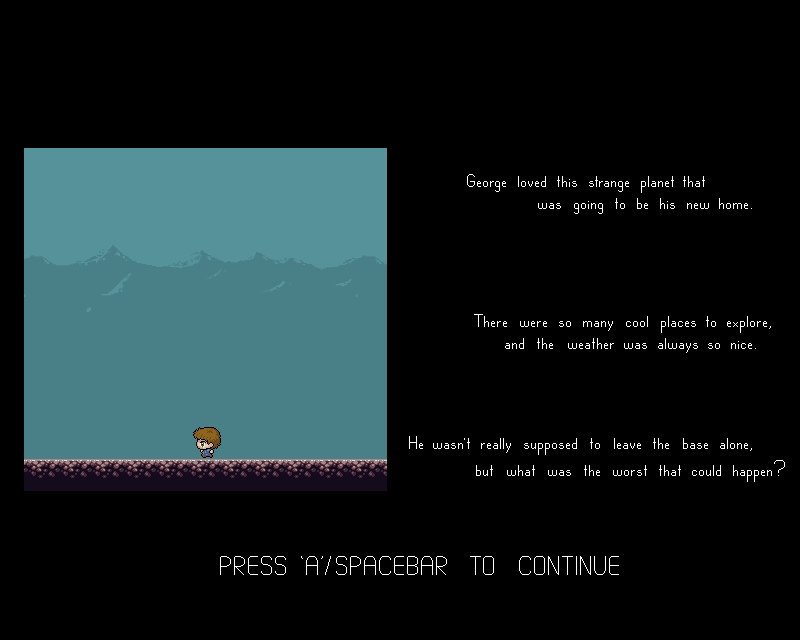 George loved this strange planet that
was going to be his new home.
There were so many cool places to explore,
and the weather was always so nice.
He wasn't really supposed to leave the base alone,
but what was the worst that could happen?
PRESS 'A'/SPACEBAR TO CONTINUE